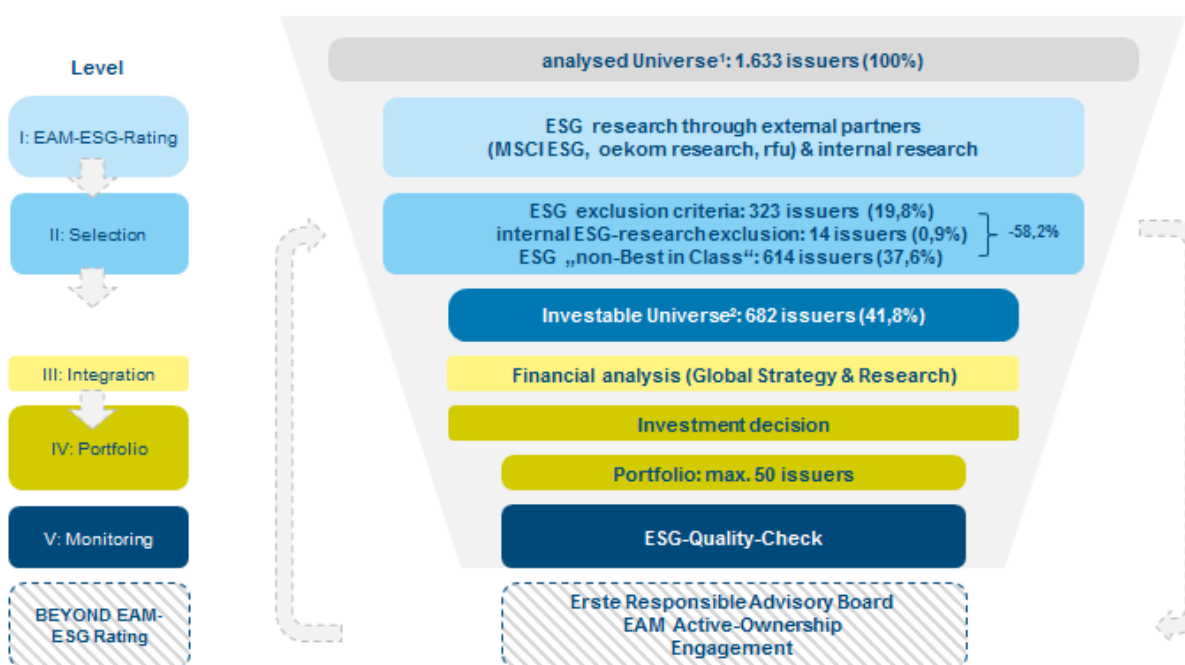 Level
analysed Universe¹: 1.633 issuers (100%)
I: EAM-ESG-Rating
ESG research through external partners
(MSCI ESG, oekom research, rfu) & internal research
II: Selection
ESG exclusion criteria: 323 issuers (19,8%)
internal ESG-research exclusion: 14 issuers (0,9%)
ESG „non-Best in Class“: 614 issuers (37,6%)
-58,2%
Investable Universe²: 682 issuers (41,8%)
III: Integration
Financial analysis (Global Strategy & Research)
IV: Portfolio
Investment decision
Portfolio: max. 50 issuers
V: Monitoring
ESG-Quality-Check
BEYOND EAM-
ESG Rating
Erste Responsible Advisory Board
EAM Active-Ownership
Engagement